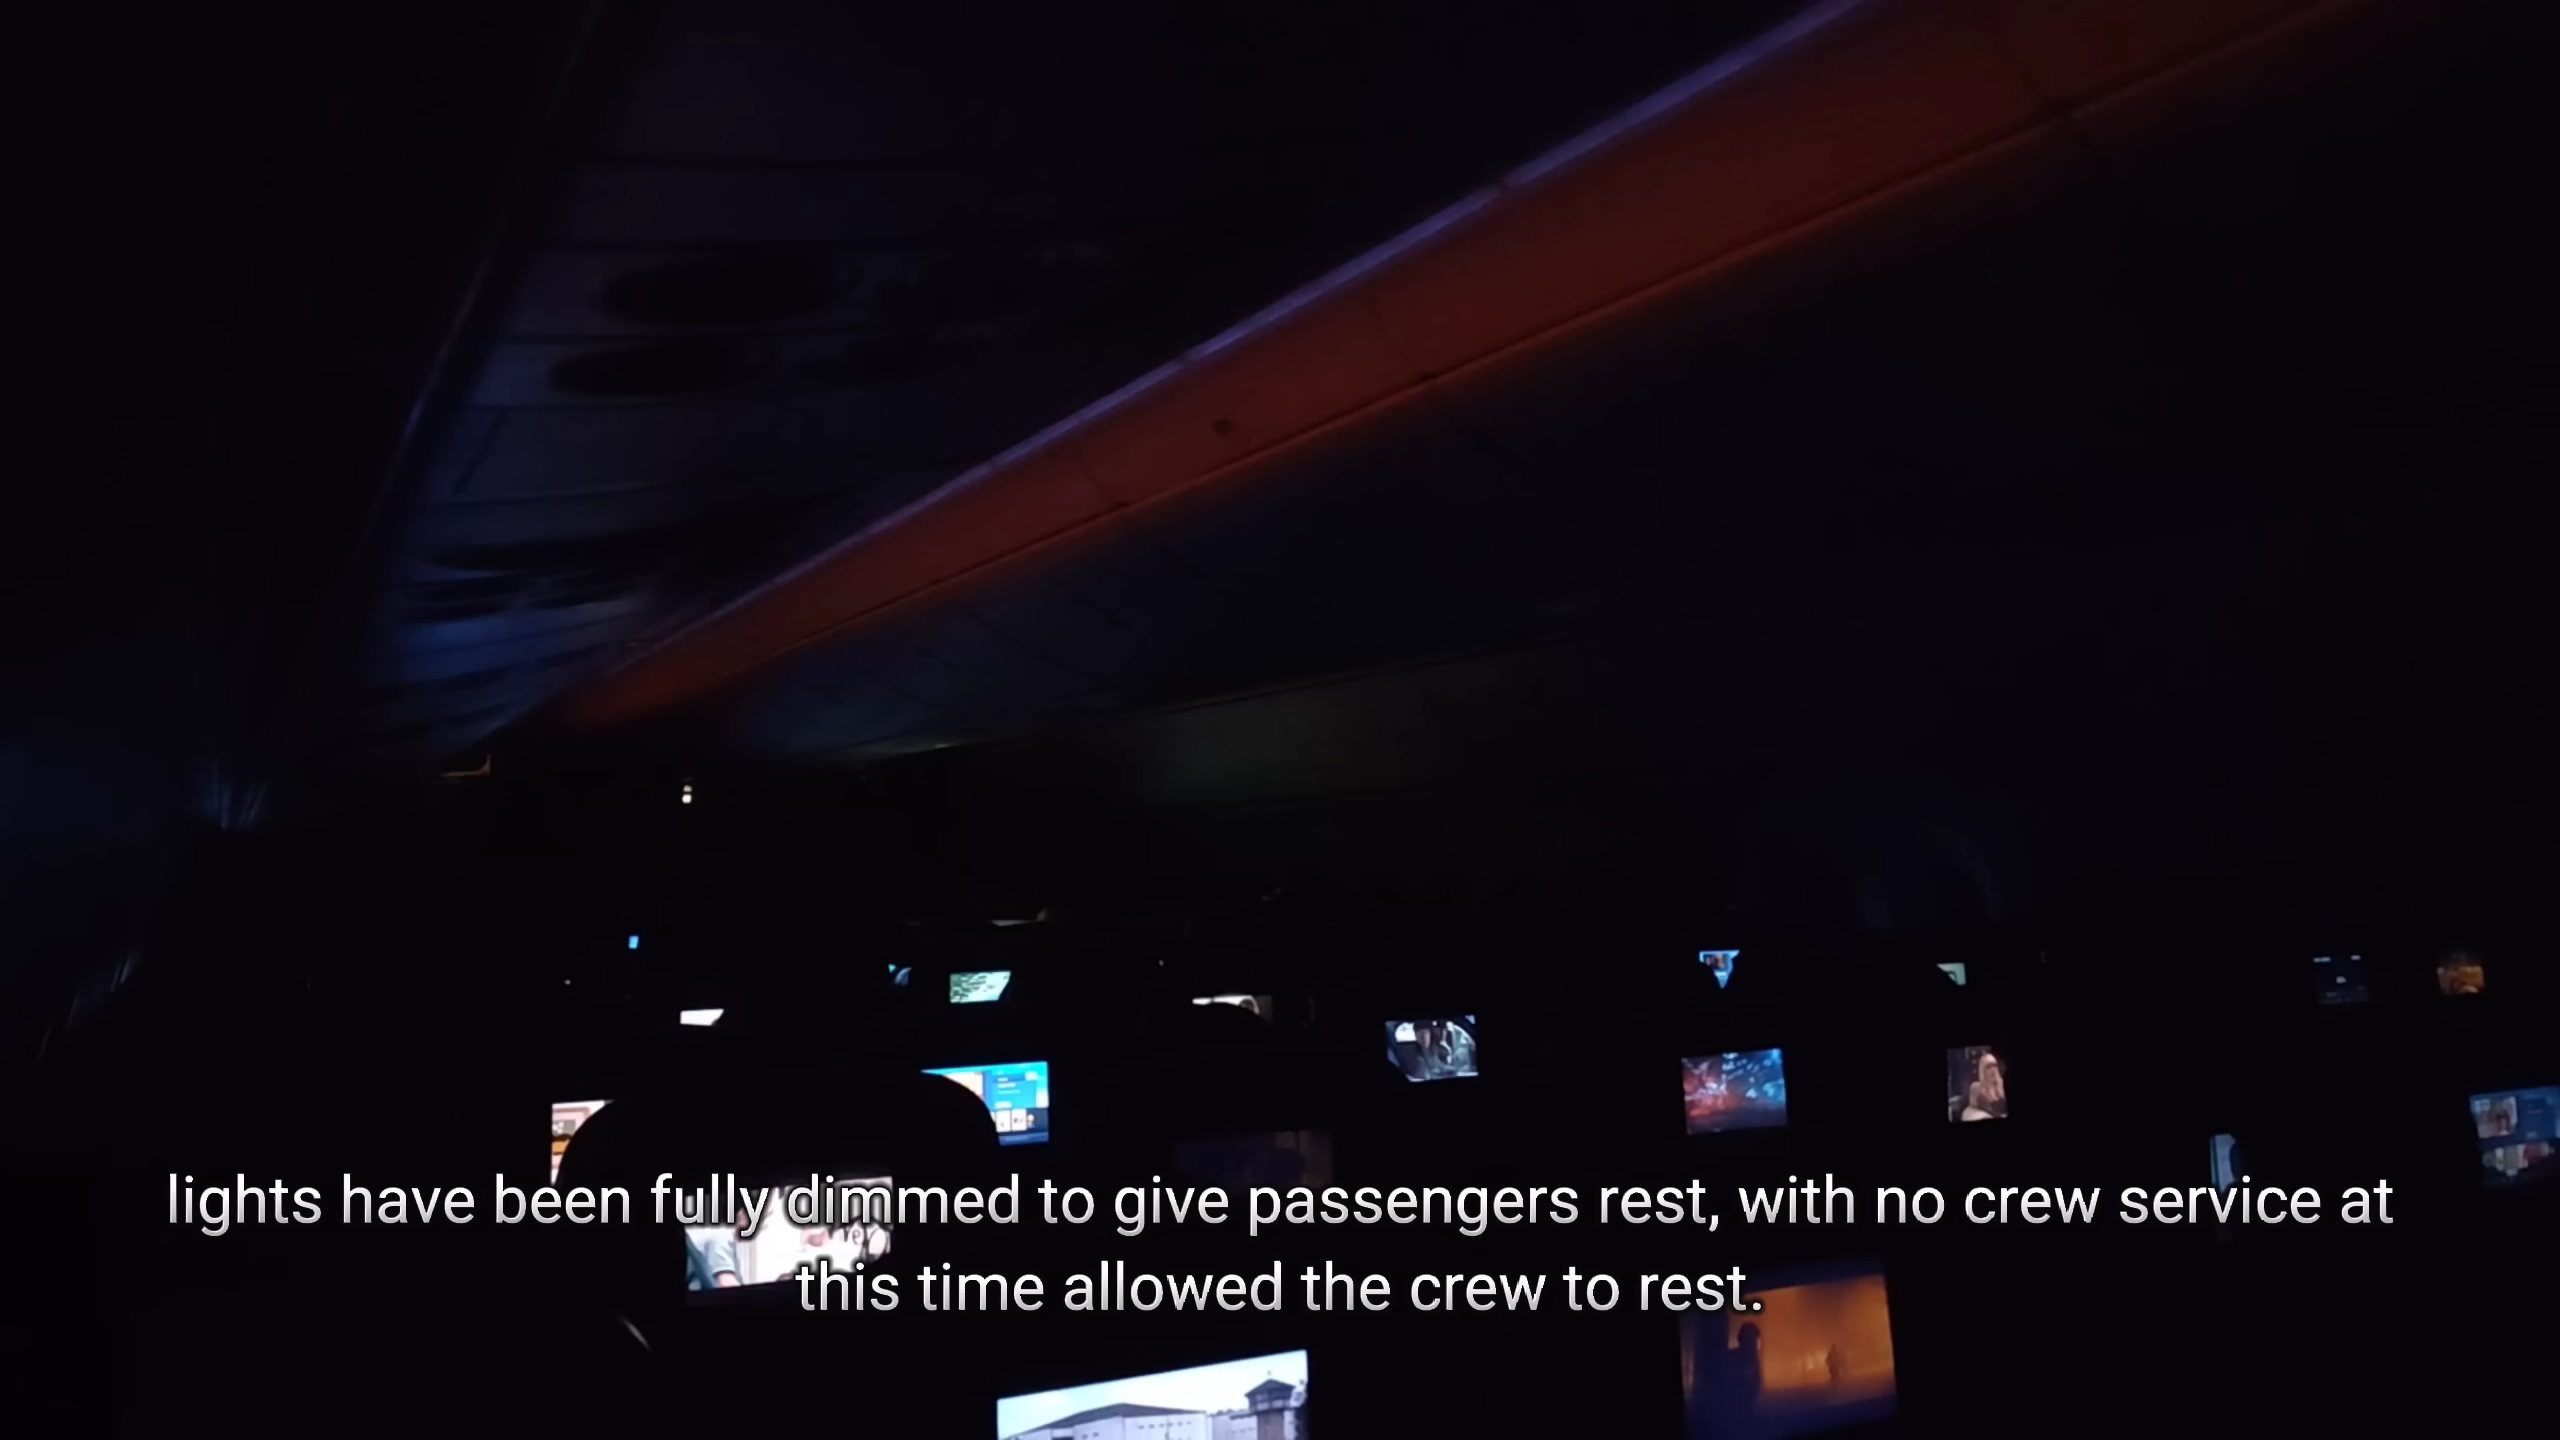 lights have been fully dimmed to give passengers rest, with no crew service at
this time allowed the crew to rest.